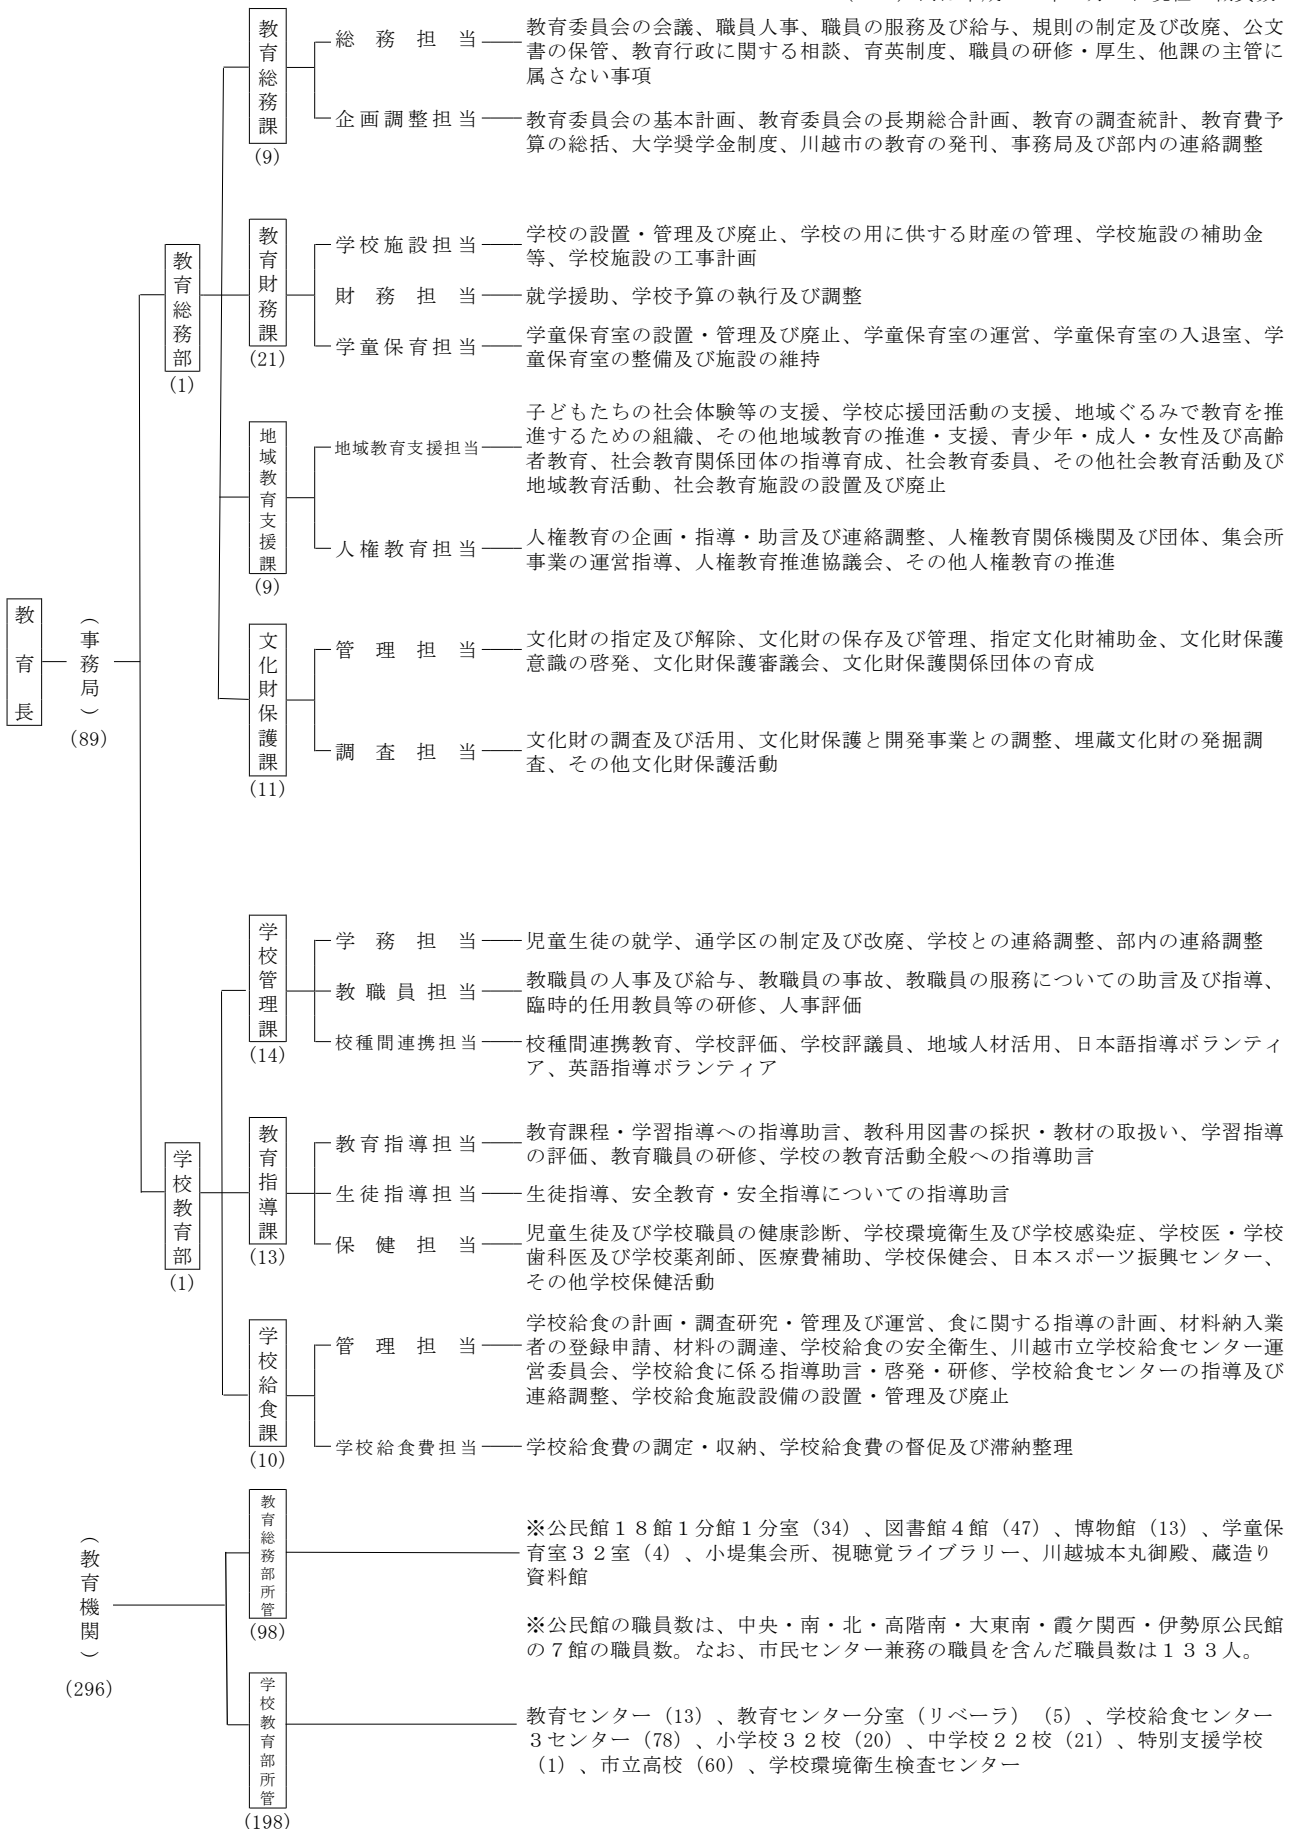 教育長
（事務局）
(89)
教育総務部
(1)
教育総務課
(9)
総務担当
教育委員会の会議、職員人事、職員の服務及び給与、規則の制定及び改廃、公文
書の保管、教育行政に関する相談、育英制度、職員の研修・厚生、他課の主管に
属さない事項
企画調整担当
教育委員会の基本計画、教育委員会の長期総合計画、教育の調査統計、教育費予
算の総括、大学奨学金制度、川越市の教育の発刊、事務局及び部内の連絡調整
教育財務課
(21)
学校施設担当
学校の設置・管理及び廃止、学校の用に供する財産の管理、学校施設の補助金
等、学校施設の工事計画
財務担当
就学援助、学校予算の執行及び調整
学童保育担当
学童保育室の設置・管理及び廃止、学童保育室の運営、学童保育室の入退室、学
童保育室の整備及び施設の維持
地域教育支援課
(9)
地域教育支援担当
子どもたちの社会体験等の支援、学校応援団活動の支援、地域ぐるみで教育を推
進するための組織、その他地域教育の推進・支援、青少年・成人・女性及び高齢
者教育、社会教育関係団体の指導育成、社会教育委員、その他社会教育活動及び
地域教育活動、社会教育施設の設置及び廃止
人権教育担当
人権教育の企画・指導・助言及び連絡調整、人権教育関係機関及び団体、集会所
事業の運営指導、人権教育推進協議会、その他人権教育の推進
文化財保護課
(11)
管理担当
文化財の指定及び解除、文化財の保存及び管理、指定文化財補助金、文化財保護
意識の啓発、文化財保護審議会、文化財保護関係団体の育成
調査担当
文化財の調査及び活用、文化財保護と開発事業との調整、埋蔵文化財の発掘調
査、その他文化財保護活動
学校教育部
(1)
学校管理課
(14)
学務担当
児童生徒の就学、通学区の制定及び改廃、学校との連絡調整、部内の連絡調整
教職員担当
教職員の人事及び給与、教職員の事故、教職員の服務についての助言及び指導、
臨時的任用教員等の研修、人事評価
校種間連携担当
校種間連携教育、学校評価、学校評議員、地域人材活用、日本語指導ボランティ
ア、英語指導ボランティア
教育指導課
(13)
教育指導担当
教育課程・学習指導への指導助言、教科用図書の採択・教材の取扱い、学習指導
の評価、教育職員の研修、学校の教育活動全般への指導助言
生徒指導担当
生徒指導、安全教育・安全指導についての指導助言
保健担当
児童生徒及び学校職員の健康診断、学校環境衛生及び学校感染症、学校医・学校
歯科医及び学校薬剤師、医療費補助、学校保健会、日本スポーツ振興センター、
その他学校保健活動
学校給食課
(10)
管理担当
学校給食の計画・調査研究・管理及び運営、食に関する指導の計画、材料納入業
者の登録申請、材料の調達、学校給食の安全衛生、川越市立学校給食センター運
営委員会、学校給食に係る指導助言・啓発・研修、学校給食センターの指導及び
連絡調整、学校給食施設設備の設置・管理及び廃止
学校給食費担当
学校給食費の調定・収納、学校給食費の督促及び滞納整理
（教育機関）
(296)
教育総務部所管
(98)
※公民館１８館１分館１分室（34）、図書館４館（47）、博物館（13）、学童保
育室３２室（4）、小堤集会所、視聴覚ライブラリー、川越城本丸御殿、蔵造り
資料館
※公民館の職員数は、中央・南・北・高階南・大東南・霞ケ関西・伊勢原公民館
の７館の職員数。なお、市民センター兼務の職員を含んだ職員数は１３３人。
学校教育部所管
(198)
教育センター（13）、教育センター分室（リベーラ）（5）、学校給食センター
３センター（78）、小学校３２校（20）、中学校２２校（21）、特別支援学校
（1）、市立高校（60）、学校環境衛生検査センター